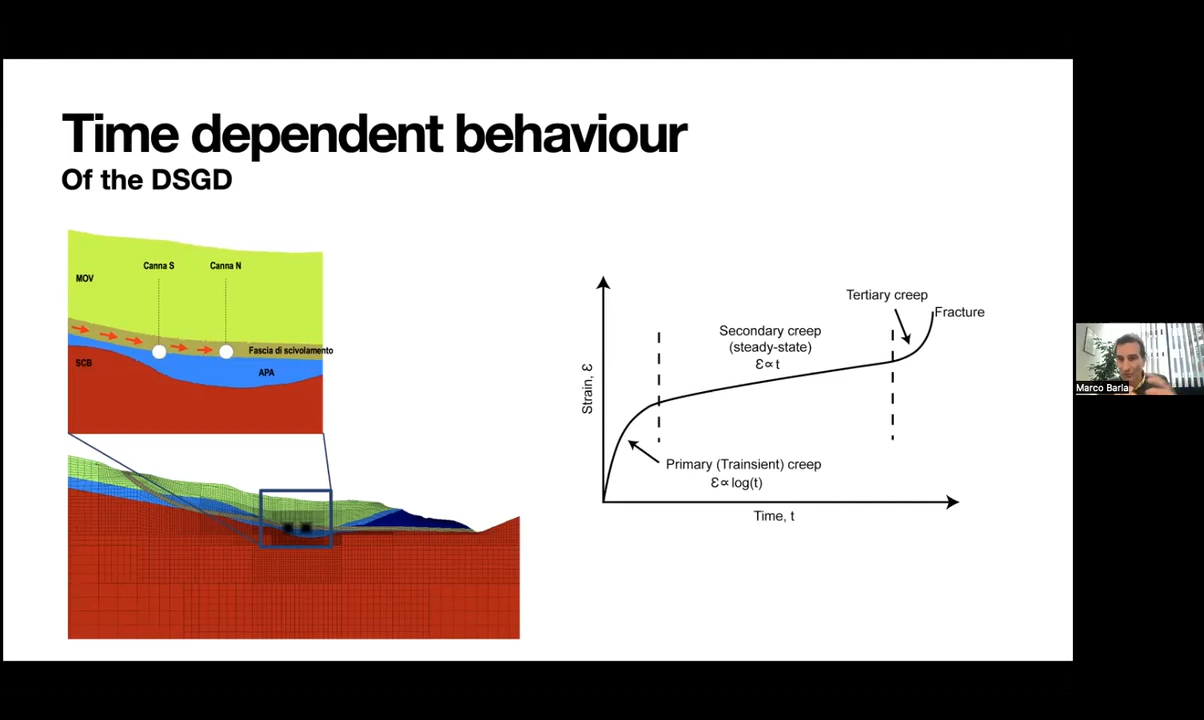 Time dependent behaviour
Of the DSGD
Canna S
Canna N
MOV
Fascia di scivolamento
SCB
APA
Tertiary creep
Fracture
Secondary creep
(steady-state)
Ɛ∝t
Strain, Ɛ
Primary (Trainsient) creep
Ɛ∝log(t)
Time, t
Marco Barla